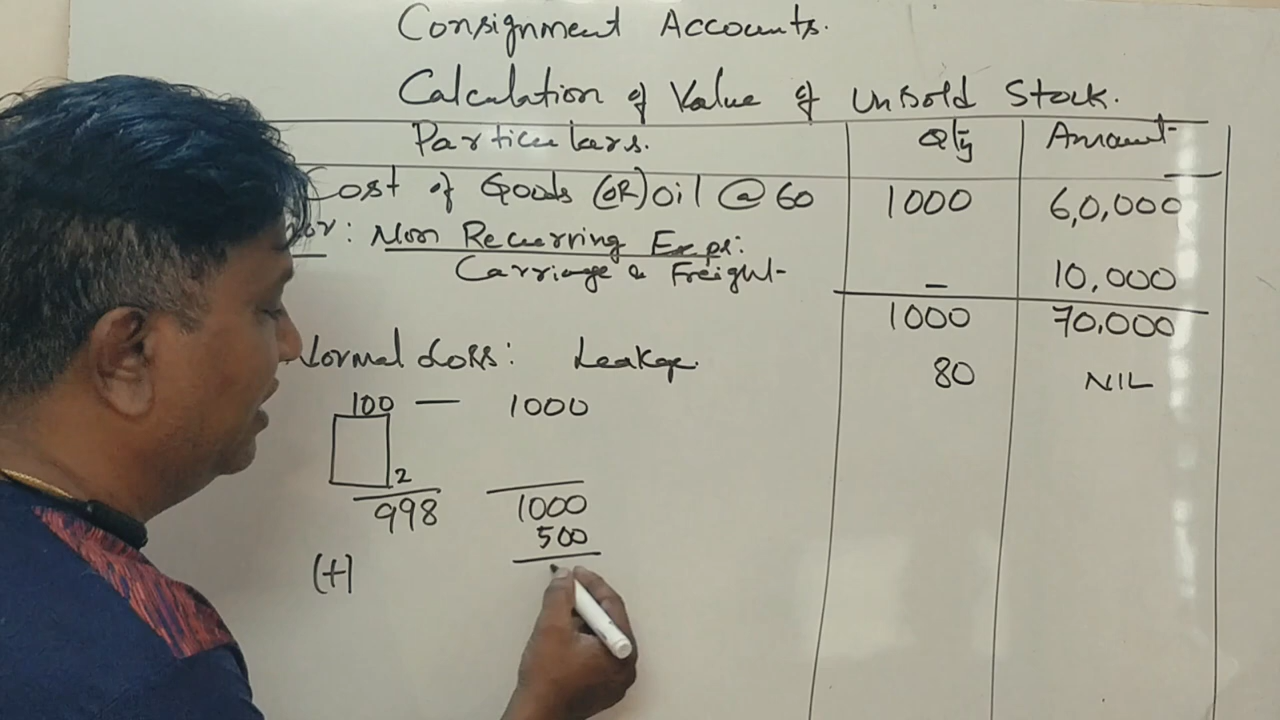 Consignment Accounts.
Calculation of Value of Unsold Stock.
Particulars. Qty Amount
Cost of Goods (OR) Oil @ 60 1000 6,0,000
: Non Recurring Exps:
Carriage & Freight - 10,000
1000 70,000
Normal Loss: Leakage. 80 NIL
100 — 1000
2
998 1000
500
(+)